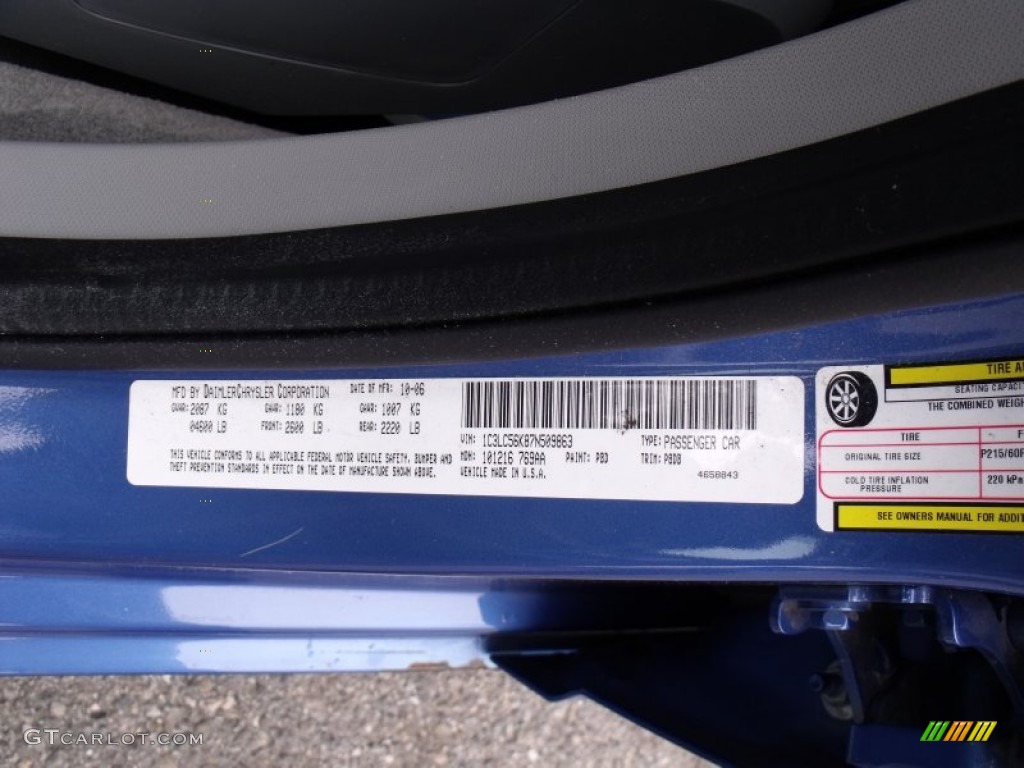 MFD BY DAIMLERCHRYSLER CORPORATION DATE OF MFR: 10-06
GVWR: 2087 KG GAWR: 1180 KG GAWR: 1007 KG
04600 LB FRONT: 2600 LB REAR: 2220 LB
THIS VEHICLE CONFORMS TO ALL APPLICABLE FEDERAL MOTOR VEHICLE SAFETY, BUMPER AND
THEFT PREVENTION STANDARDS IN EFFECT ON THE DATE OF MANUFACTURE SHOWN ABOVE.
VIN: 1C3LC56K87N509863 TYPE: PASSENGER CAR
MDH: 101216 769AA PAINT: PBD TRIM: PBDB
VEHICLE MADE IN U.S.A. 4658843
TIRE A
SEATING CAPACI
THE COMBINED WEIGH
TIRE F
ORIGINAL TIRE SIZE P215/60R
COLD TIRE INFLATION PRESSURE 220 kPa
SEE OWNERS MANUAL FOR ADDIT
GTCARLOT.COM